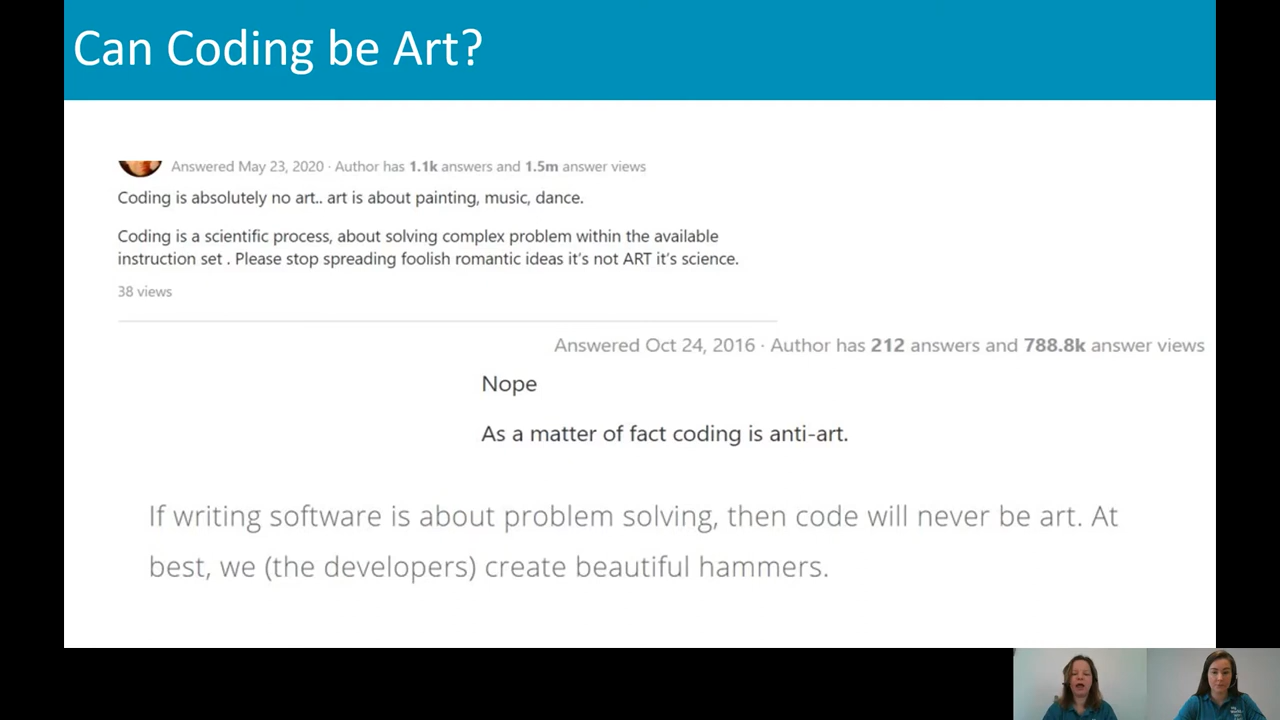 Can Coding be Art?
Answered May 23, 2020 · Author has 1.1k answers and 1.5m answer views
Coding is absolutely no art.. art is about painting, music, dance.
Coding is a scientific process, about solving complex problem within the available
instruction set . Please stop spreading foolish romantic ideas it's not ART it's science.
38 views
Answered Oct 24, 2016 · Author has 212 answers and 788.8k answer views
Nope
As a matter of fact coding is anti-art.
If writing software is about problem solving, then code will never be art. At
best, we (the developers) create beautiful hammers.